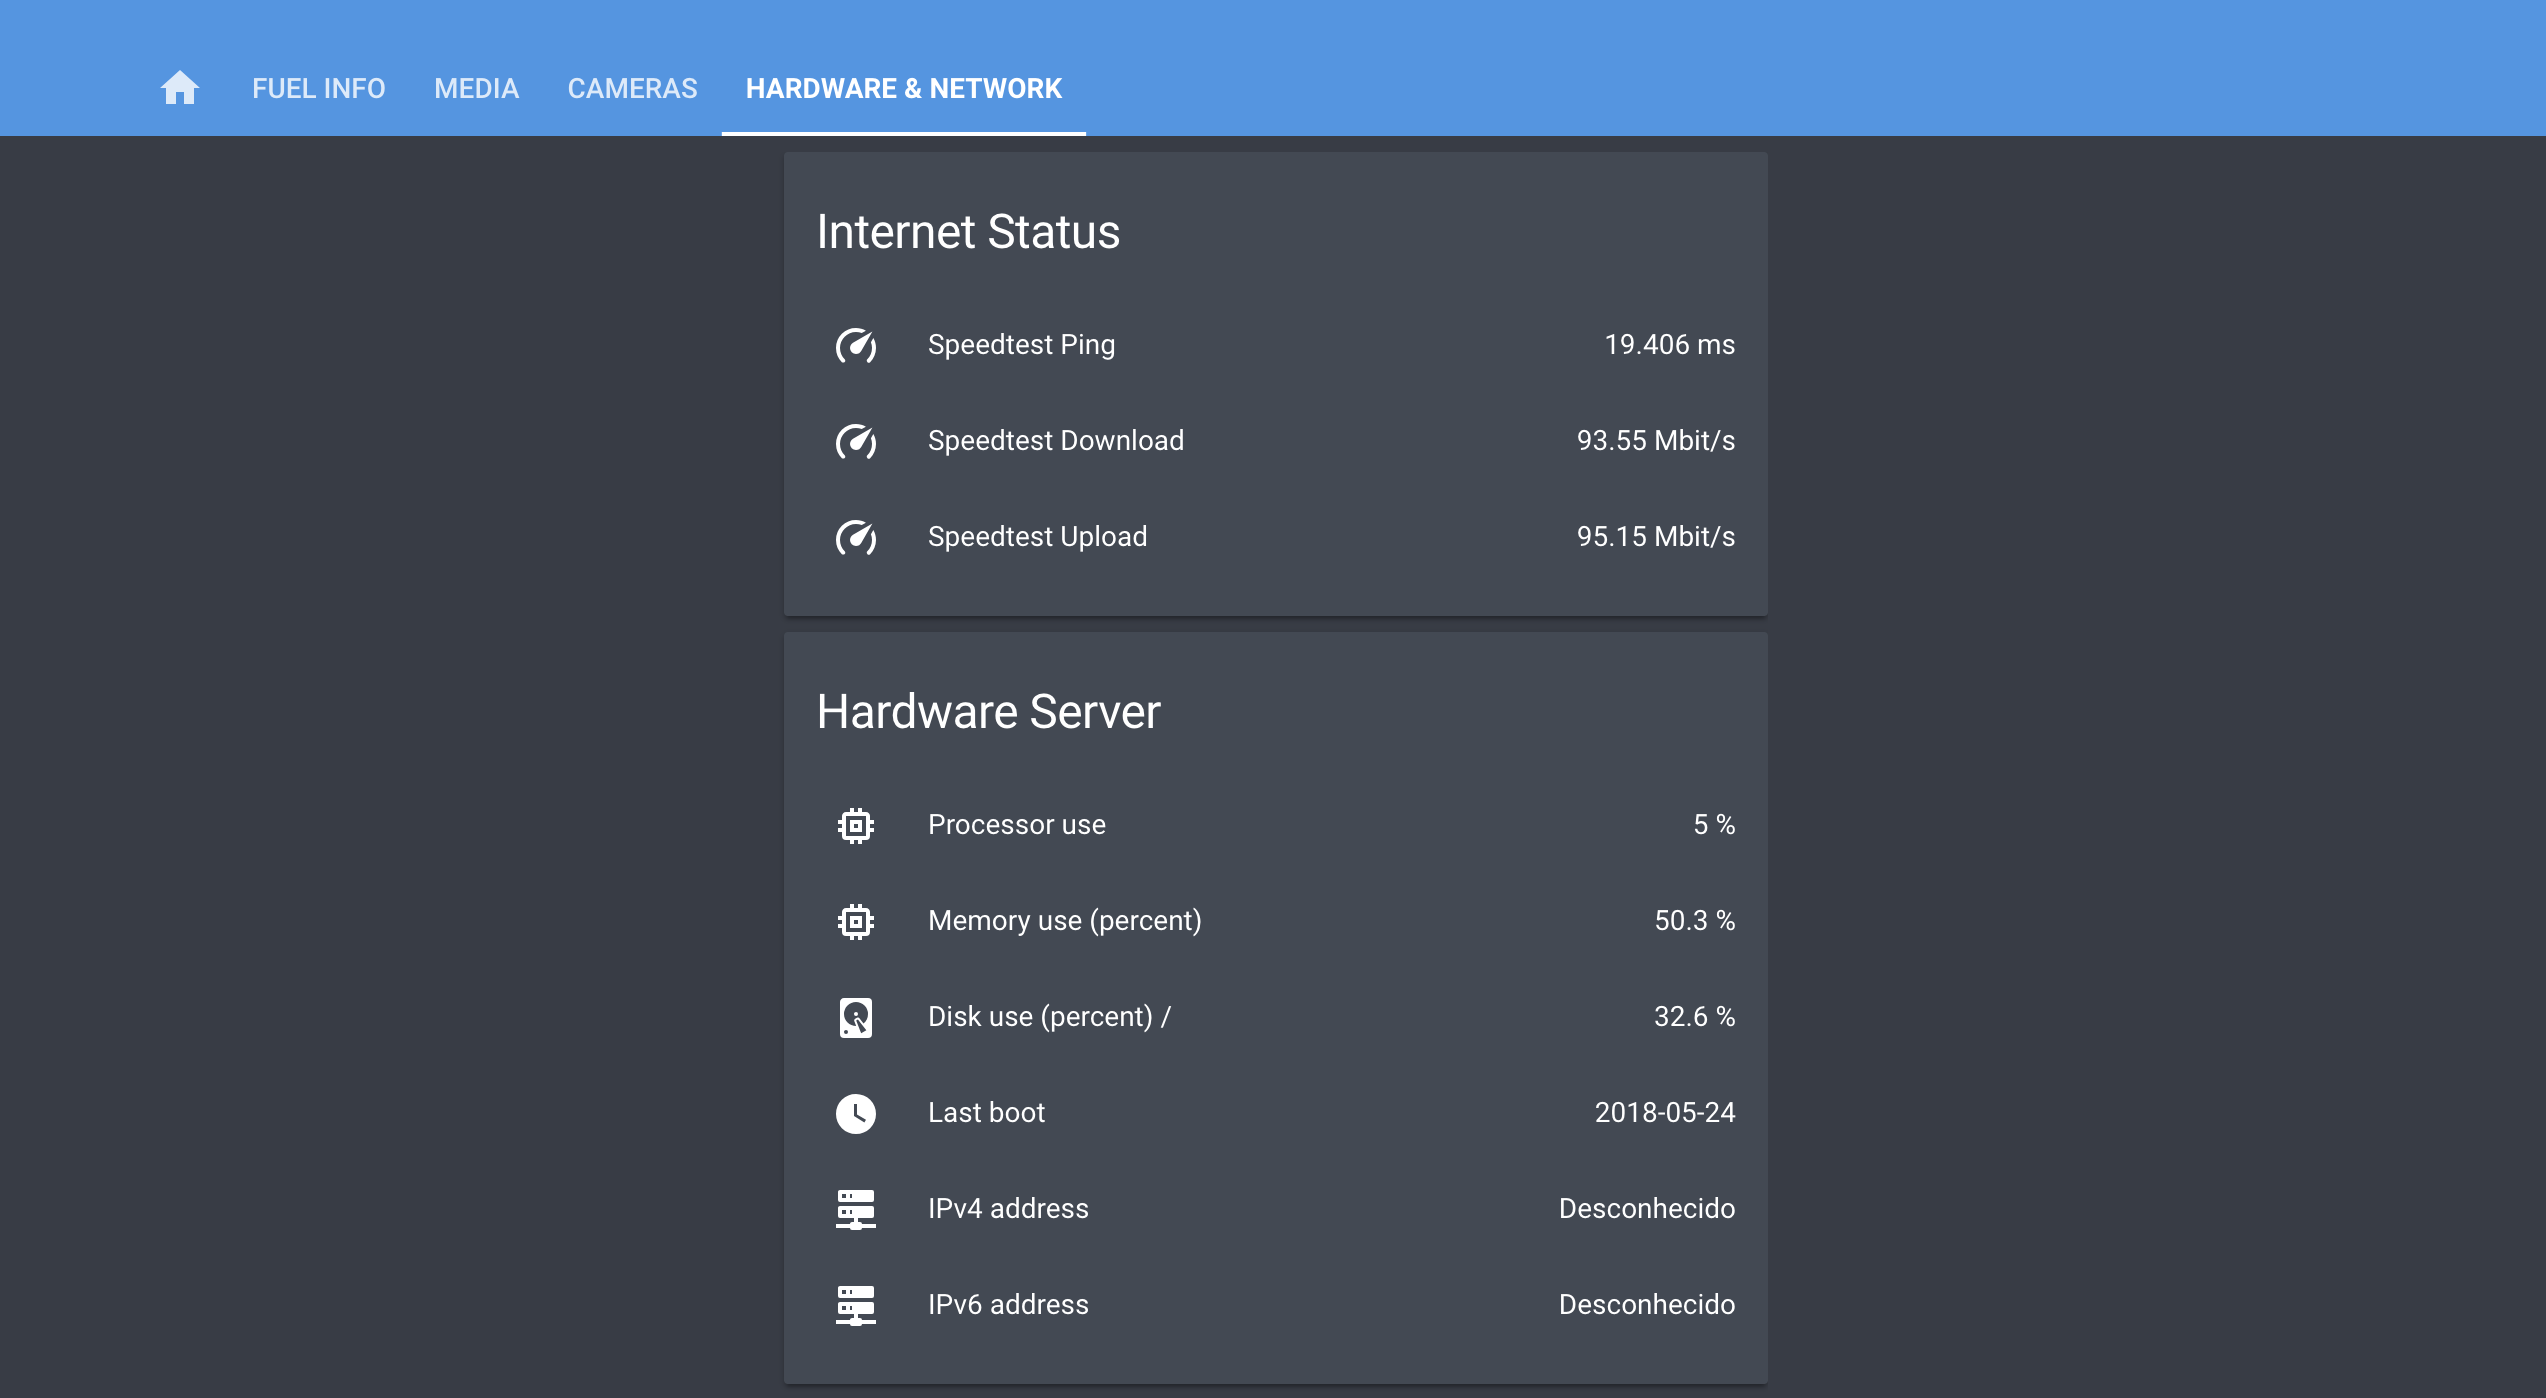 FUEL INFO MEDIA CAMERAS HARDWARE & NETWORK
Internet Status
Speedtest Ping 19.406 ms
Speedtest Download 93.55 Mbit/s
Speedtest Upload 95.15 Mbit/s
Hardware Server
Processor use 5 %
Memory use (percent) 50.3 %
Disk use (percent) / 32.6 %
Last boot 2018-05-24
IPv4 address Desconhecido
IPv6 address Desconhecido